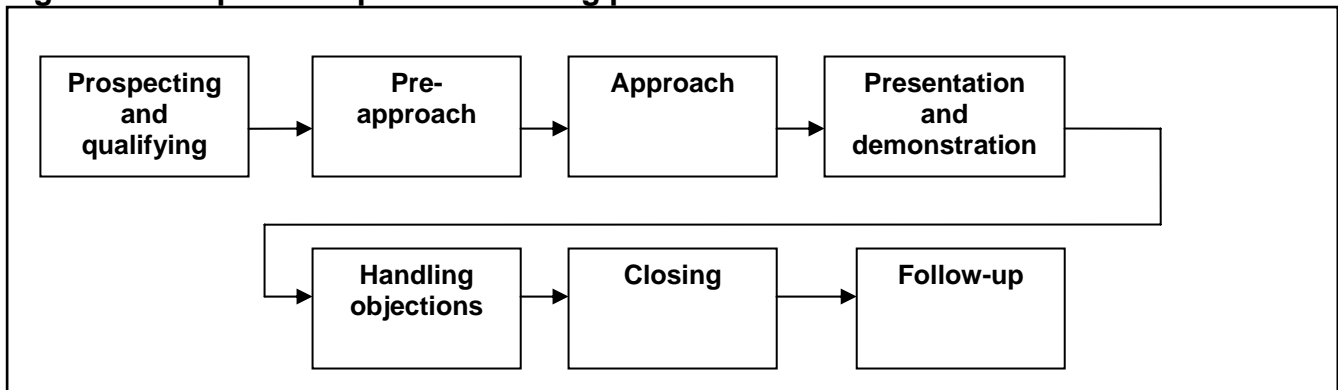 Prospecting
and
qualifying
Pre-
approach
Approach
Presentation
and
demonstration
Handling
objections
Closing
Follow-up